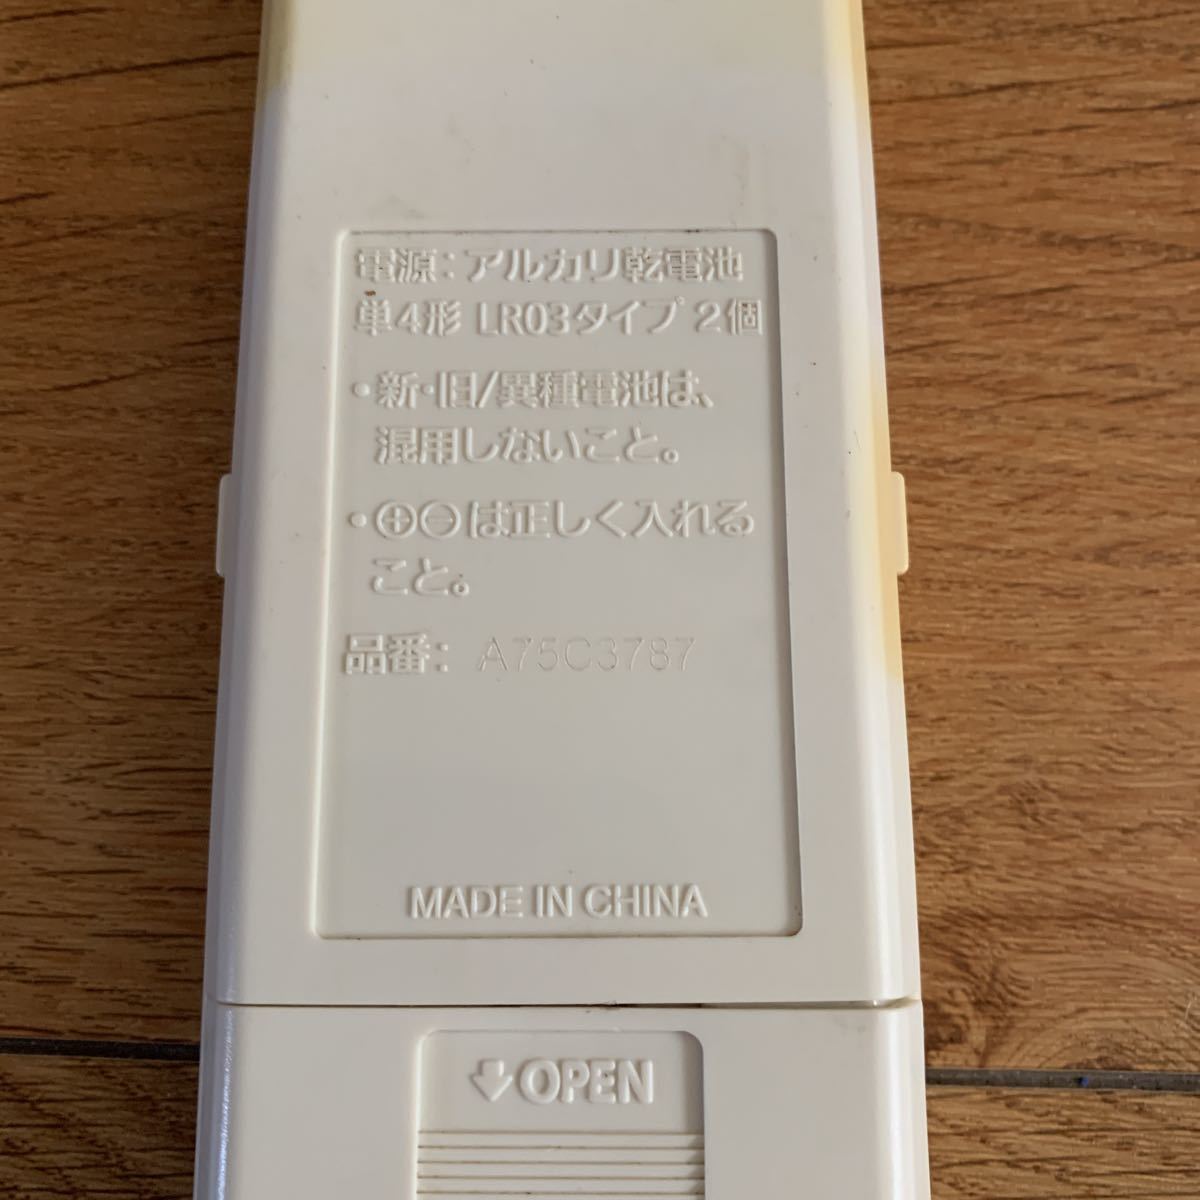 電源：アルカリ乾電池
単4形 LR03タイプ 2個
・新・旧/異種電池は、
混用しないこと。
・⊕⊖は正しく入れる
こと。
品番： A75C3787
MADE IN CHINA
↓OPEN